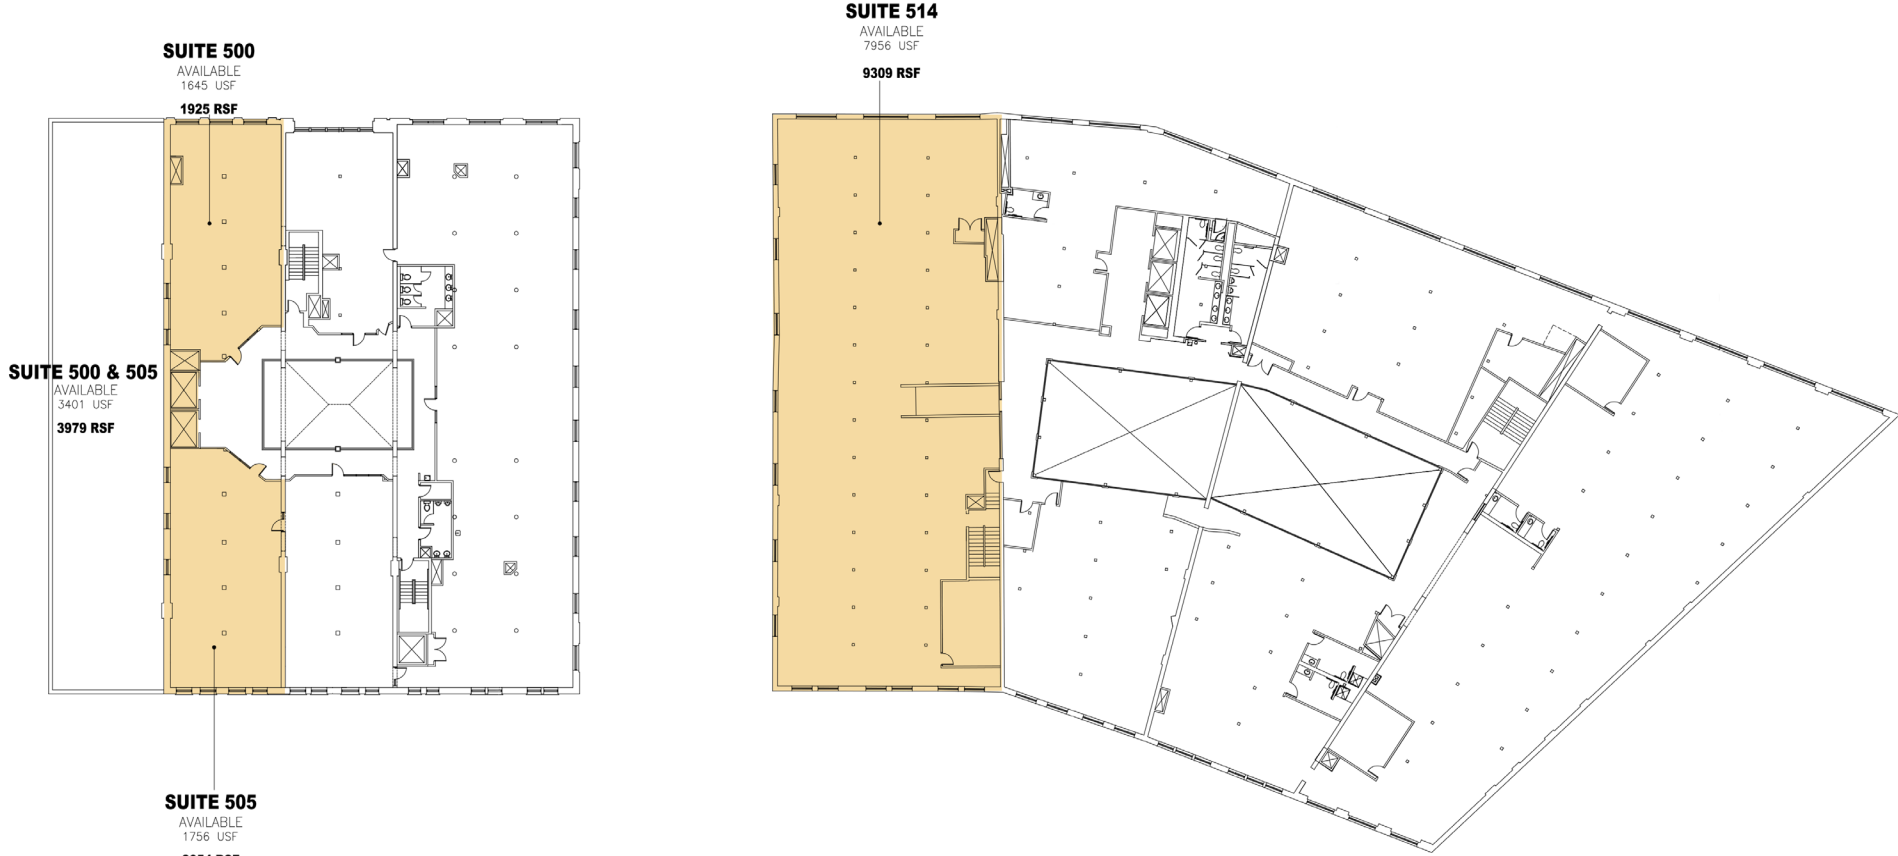 SUITE 500
AVAILABLE
1645 USF
1925 RSF
SUITE 500 & 505
AVAILABLE
3401 USF
3979 RSF
SUITE 505
AVAILABLE
1756 USF
SUITE 514
AVAILABLE
7956 USF
9309 RSF